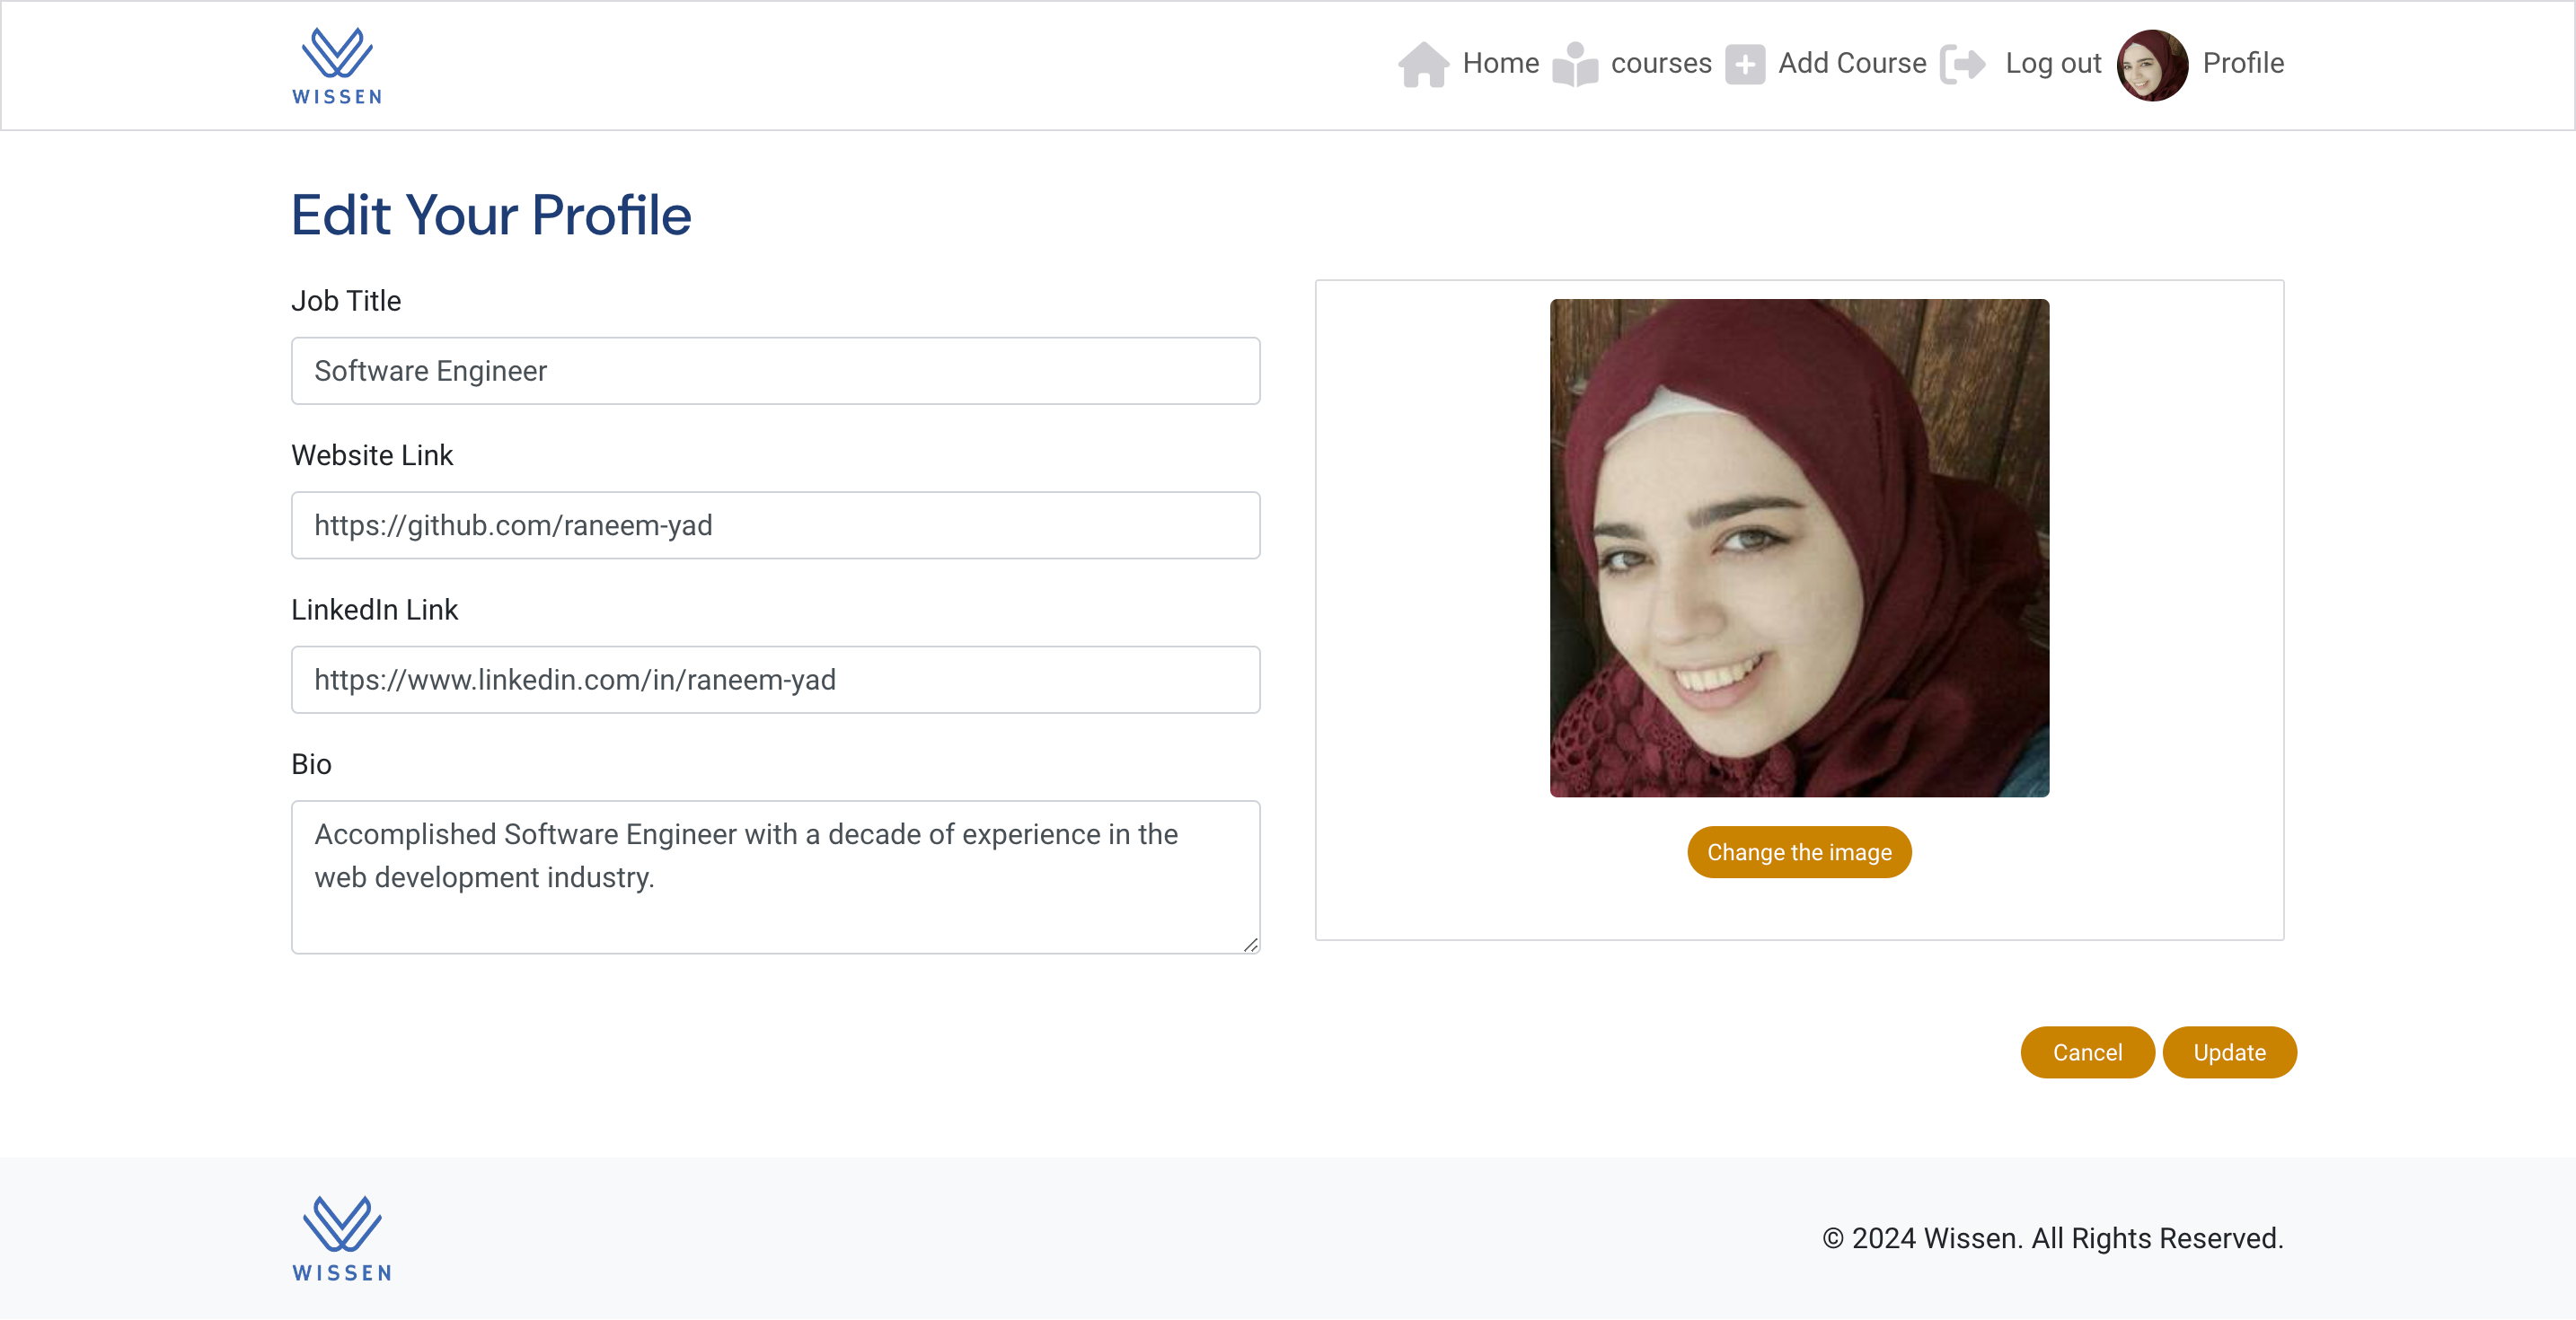 WISSEN
Home courses Add Course Log out Profile
Edit Your Profile
Job Title
Software Engineer
Website Link
https://github.com/raneem-yad
LinkedIn Link
https://www.linkedin.com/in/raneem-yad
Bio
Accomplished Software Engineer with a decade of experience in the
web development industry.
Change the image
Cancel Update
WISSEN
© 2024 Wissen. All Rights Reserved.